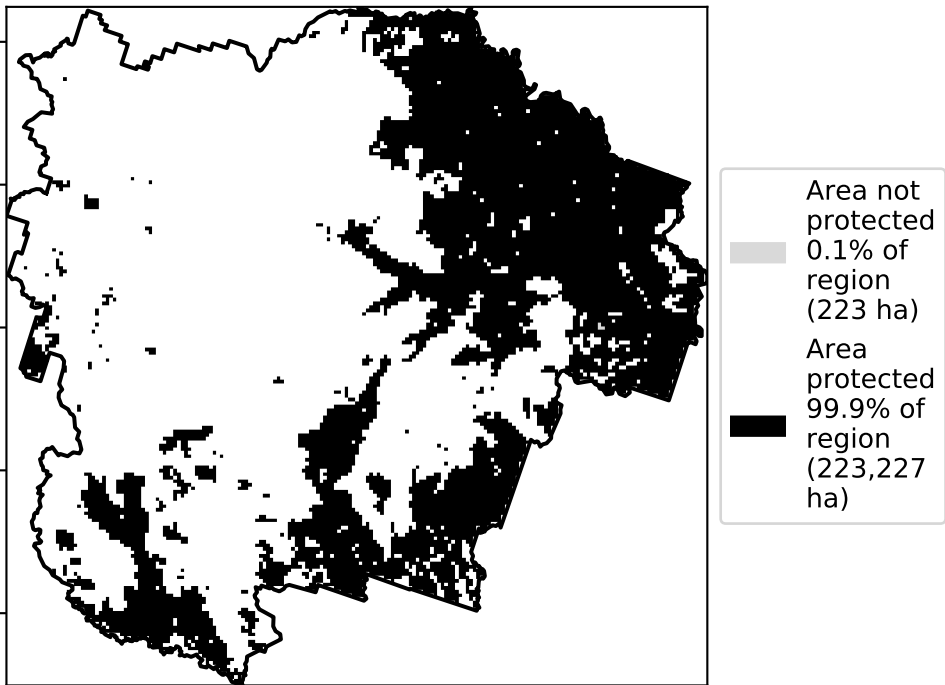 Area not
protected
0.1% of
region
(223 ha)
Area
protected
99.9% of
region
(223,227
ha)